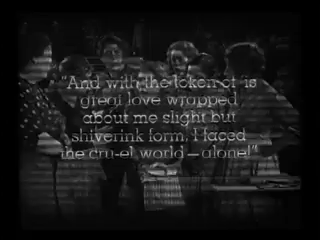 "And with the token of 'is
great love wrapped
about me slight but
shiverink form, I faced
the cru-el world — alone!"